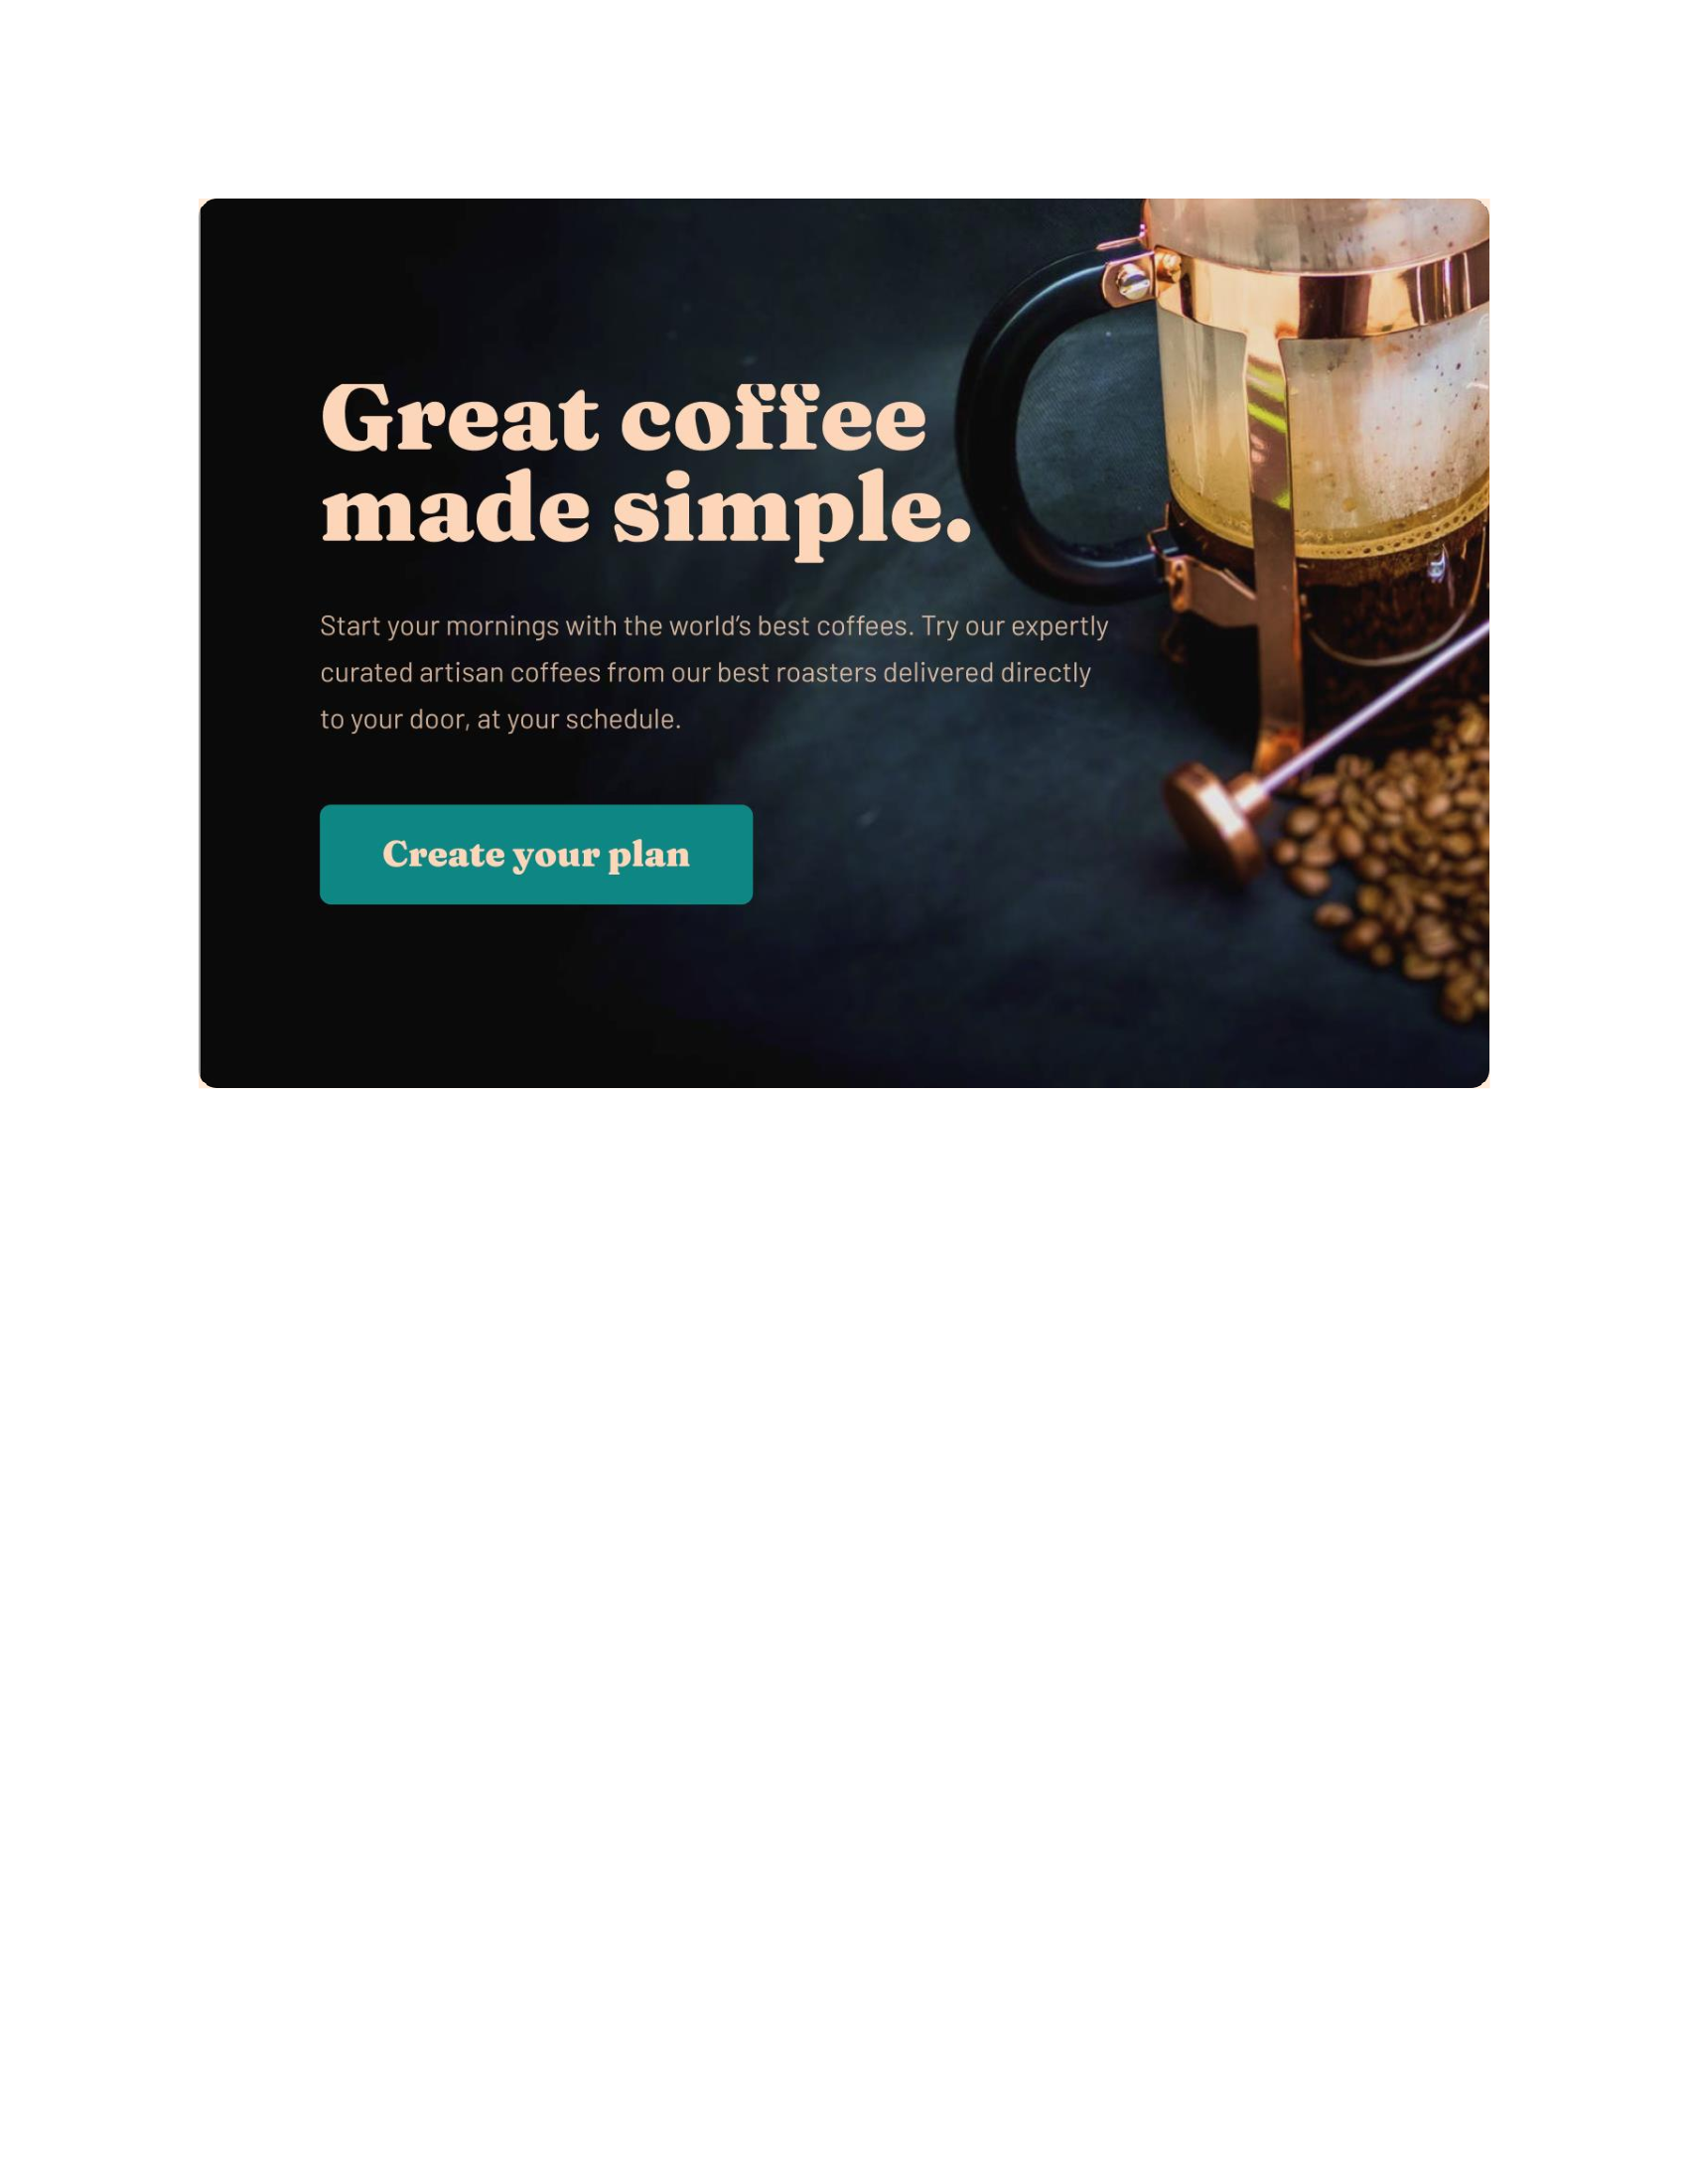 Great coffee
made simple.
Start your mornings with the world’s best coffees. Try our expertly
curated artisan coffees from our best roasters delivered directly
to your door, at your schedule.
Create your plan